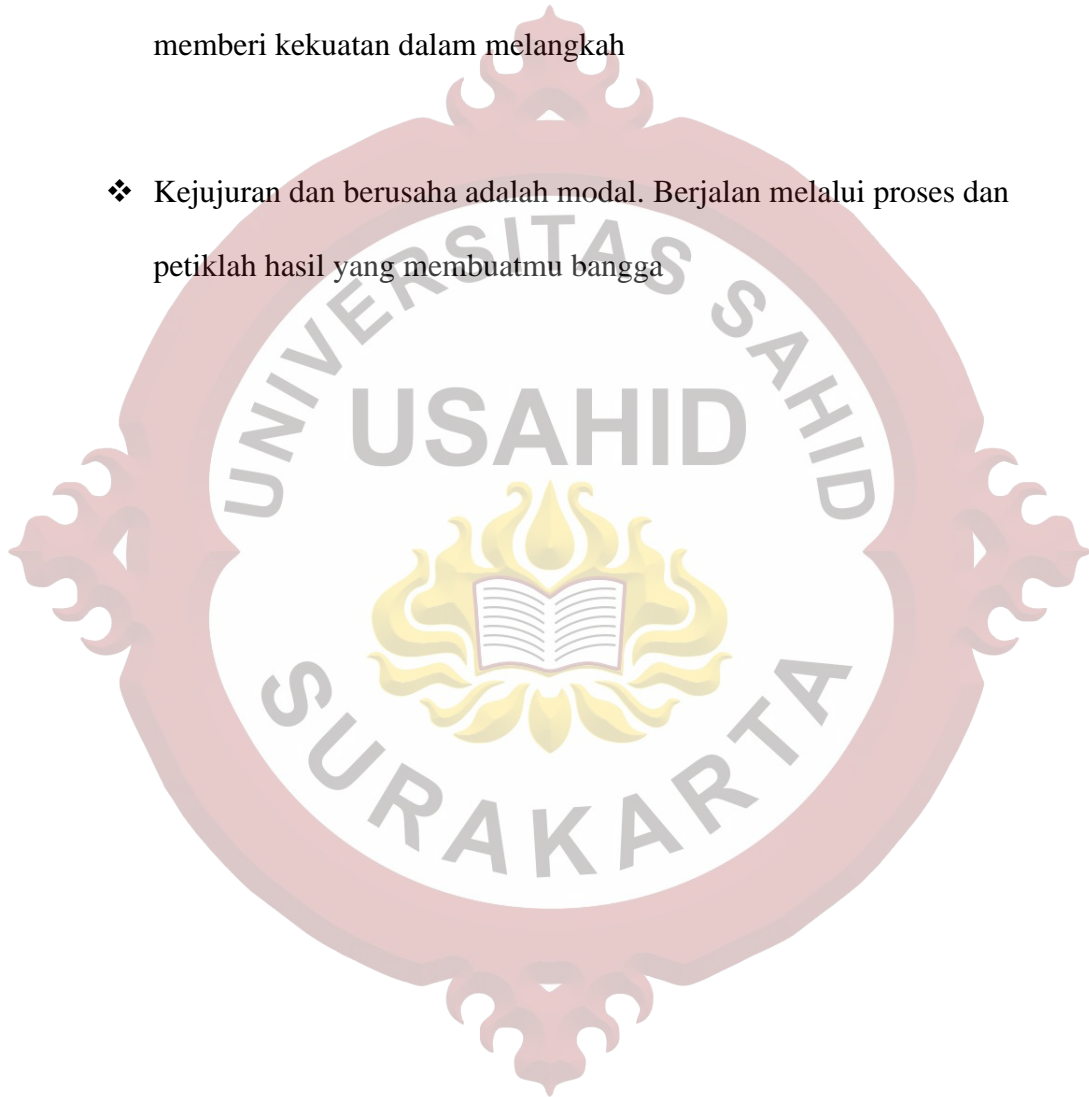 memberi kekuatan dalam melangkah
❖ Kejujuran dan berusaha adalah modal. Berjalan melalui proses dan
petiklah hasil yang membuatmu bangga
UNIVERSITAS SAHID
USAHID
SURAKARTA